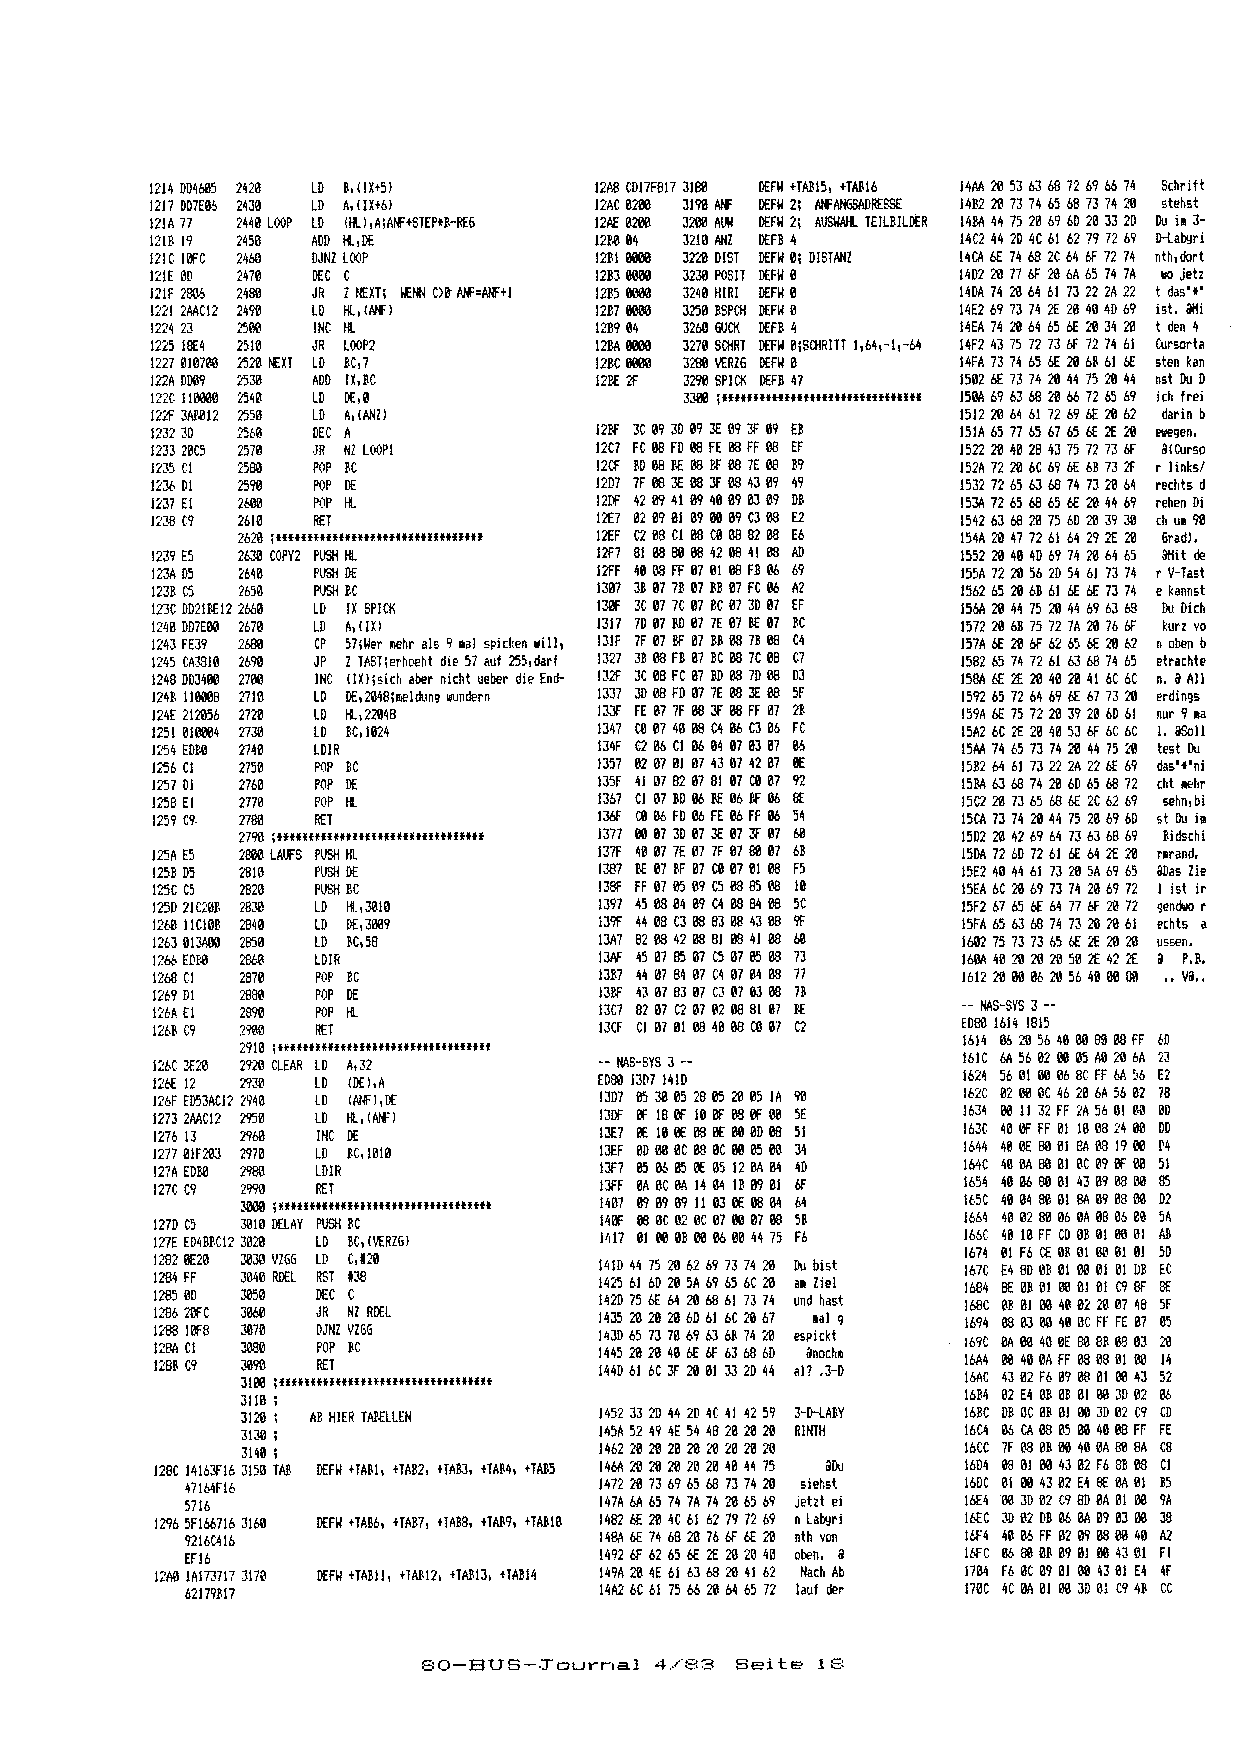 1214 DD4605 2420 LD B,(IX+5)
1217 DD7E06 2430 LD A,(IX+6)
121A 77 2440 LOOP LD (HL),A;ANF+STEP*B-REG
121B 19 2450 ADD HL,DE
121C 10FC 2460 DJNZ LOOP
121E 0D 2470 DEC C
121F 2806 2480 JR Z NEXT; WENN C>0 ANF=ANF+1
1221 2AAC12 2490 LD HL,(ANF)
1224 23 2500 INC HL
1225 18E4 2510 JR LOOP2
1227 010700 2520 NEXT LD BC,7
122A DD09 2530 ADD IX,BC
122C 110000 2540 LD DE,0
122F 3AB012 2550 LD A,(ANZ)
1232 3D 2560 DEC A
1233 20C5 2570 JR NZ LOOP1
1235 C1 2580 POP BC
1236 D1 2590 POP DE
1237 E1 2600 POP HL
1238 C9 2610 RET
2620 ;******************************
1239 E5 2630 COPY2 PUSH HL
123A D5 2640 PUSH DE
123B C5 2650 PUSH BC
123C DD21BE12 2660 LD IX SPICK
1240 DD7E00 2670 LD A,(IX)
1243 FE39 2680 CP 57;Wer mehr als 9 mal spicken will,
1245 CA3810 2690 JP Z TAST;erhoeht die 57 auf 255,darf
1248 DD3400 2700 INC (IX);sich aber nicht ueber die End-
124B 110008 2710 LD DE,2048;meldung wundern
124E 212056 2720 LD HL,22048
1251 010004 2730 LD BC,1024
1254 EDB0 2740 LDIR
1256 C1 2750 POP BC
1257 D1 2760 POP DE
1258 E1 2770 POP HL
1259 C9 2780 RET
2790 ;******************************
125A E5 2800 LAUFS PUSH HL
125B D5 2810 PUSH DE
125C C5 2820 PUSH BC
125D 21C20B 2830 LD HL,3010
1260 11C10B 2840 LD DE,3009
1263 013A00 2850 LD BC,58
1266 EDB0 2860 LDIR
1268 C1 2870 POP BC
1269 D1 2880 POP DE
126A E1 2890 POP HL
126B C9 2900 RET
2910 ;******************************
126C 3E20 2920 CLEAR LD A,32
126E 12 2930 LD (DE),A
126F ED53AC12 2940 LD (ANF),DE
1273 2AAC12 2950 LD HL,(ANF)
1276 13 2960 INC DE
1277 01F203 2970 LD BC,1010
127A EDB0 2980 LDIR
127C C9 2990 RET
3000 ;******************************
127D C5 3010 DELAY PUSH BC
127E ED4BBC12 3020 LD BC,(VERZG)
1282 0E20 3030 VZGG LD C,#20
1284 FF 3040 RDEL RST #38
1285 0D 3050 DEC C
1286 20FC 3060 JR NZ RDEL
1288 10F8 3070 DJNZ VZGG
128A C1 3080 POP BC
128B C9 3090 RET
3100 ;******************************
3110 ;
3120 ; AB HIER TABELLEN
3130 ;
3140 ;
128C 14163F16 3150 TAB DEFW +TAB1, +TAB2, +TAB3, +TAB4, +TAB5
47164F16
5716
1296 5F166716 3160 DEFW +TAB6, +TAB7, +TAB8, +TAB9, +TAB10
9216C416
EF16
12A0 1A173717 3170 DEFW +TAB11, +TAB12, +TAB13, +TAB14
62179B17
12A8 CD17FB17 3180 DEFW +TAB15, +TAB16
12AC 0200 3190 ANF DEFW 2; ANFANGSADRESSE
12AE 0200 3200 AUW DEFW 2; AUSWAHL TEILBILDER
12B0 04 3210 ANZ DEFB 4
12B1 0000 3220 DIST DEFW 0; DISTANZ
12B3 0000 3230 POSIT DEFW 0
12B5 0000 3240 HIRI DEFW 0
12B7 0000 3250 BSPCH DEFW 0
12B9 04 3260 GUCK DEFB 4
12BA 0000 3270 SCHRT DEFW 0;SCHRITT 1,64,-1,-64
12BC 0000 3280 VERZG DEFW 0
12BE 2F 3290 SPICK DEFB 47
3300 ;******************************
12BF 3C 09 3D 09 3E 09 3F 09 EB
12C7 FC 08 FD 08 FE 08 FF 08 EF
12CF BD 08 BE 08 BF 08 7E 08 B9
12D7 7F 08 3E 08 3F 08 43 09 49
12DF 42 09 41 09 40 09 03 09 DB
12E7 02 09 01 09 00 09 C3 08 E2
12EF C2 08 C1 08 C0 08 82 08 E6
12F7 81 08 80 08 42 08 41 08 AD
12FF 40 08 FF 07 01 08 FB 06 69
1307 3B 07 7B 07 BB 07 FC 06 A2
130F 3C 07 7C 07 BC 07 3D 07 EF
1317 7D 07 BD 07 7E 07 BE 07 BC
131F 7F 07 BF 07 BB 08 7B 08 C4
1327 3B 08 FB 07 BC 08 7C 08 C7
132F 3C 08 FC 07 BD 08 7D 08 D3
1337 3D 08 FD 07 7E 08 3E 08 5F
133F FE 07 7F 08 3F 08 FF 07 2B
1347 C0 07 40 08 C4 06 C3 06 FC
134F C2 06 C1 06 04 07 03 07 06
1357 02 07 01 07 43 07 42 07 0E
135F 41 07 82 07 81 07 C0 07 92
1367 C1 07 BD 06 BE 06 BF 06 8E
136F C0 06 FD 06 FE 06 FF 06 54
1377 00 07 3D 07 3E 07 3F 07 60
137F 40 07 7E 07 7F 07 80 07 6B
1387 BE 07 BF 07 C0 07 01 08 F5
138F FF 07 05 09 C5 08 85 08 10
1397 45 08 04 09 C4 08 84 08 5C
139F 44 08 C3 08 83 08 43 08 9F
13A7 82 08 42 08 81 08 41 08 60
13AF 45 07 85 07 C5 07 05 08 73
13B7 44 07 84 07 C4 07 04 08 77
13BF 43 07 83 07 C3 07 03 08 7B
13C7 82 07 C2 07 02 08 81 07 BE
13CF C1 07 01 08 40 08 C0 07 C2
-- NAS-SYS 3 --
ED80 13D7 141D
13D7 05 30 05 28 05 20 05 1A 90
13DF 0F 18 0F 10 0F 08 0F 00 5E
13E7 0E 10 0E 08 0E 00 0D 08 51
13EF 0D 00 0C 08 0C 00 05 00 34
13F7 05 06 05 0E 05 12 0A 04 4D
13FF 0A 0C 0A 14 04 1B 09 01 6F
1407 09 09 09 11 03 0E 08 04 64
140F 08 0C 02 0C 07 00 07 08 5B
1417 01 00 0B 00 06 00 44 75 F6
141D 44 75 20 62 69 73 74 20 Du bist
1425 61 6D 20 5A 69 65 6C 20 am Ziel
142D 75 6E 64 20 68 61 73 74 und hast
1435 20 20 20 6D 61 6C 20 67 mal g
143D 65 73 70 69 63 6B 74 20 espickt
1445 20 20 40 6E 6F 63 68 6D @nochm
144D 61 6C 3F 20 01 33 2D 44 al? .3-D
1452 33 2D 44 2D 4C 41 42 59 3-D-LABY
145A 52 49 4E 54 48 20 20 20 RINTH
1462 20 20 20 20 20 20 20 20
146A 20 20 20 20 20 40 44 75 @Du
1472 20 73 69 65 68 73 74 20 siehst
147A 6A 65 74 7A 74 20 65 69 jetzt ei
1482 6E 20 4C 61 62 79 72 69 n Labyri
148A 6E 74 68 20 76 6F 6E 20 nth von
1492 6F 62 65 6E 2E 20 20 40 oben. @
149A 20 4E 61 63 68 20 41 62 Nach Ab
14A2 6C 61 75 66 20 64 65 72 lauf der
14AA 20 53 63 68 72 69 66 74 Schrift
14B2 20 73 74 65 68 73 74 20 stehst
14BA 44 75 20 69 6D 20 33 2D Du im 3-
14C2 44 2D 4C 61 62 79 72 69 D-Labyri
14CA 6E 74 68 2C 64 6F 72 74 nth,dort
14D2 20 77 6F 20 6A 65 74 7A wo jetz
14DA 74 20 64 61 73 22 2A 22 t das"*"
14E2 69 73 74 2E 20 40 4D 69 ist. @Mi
14EA 74 20 64 65 6E 20 34 20 t den 4
14F2 43 75 72 73 6F 72 74 61 Cursorta
14FA 73 74 65 6E 20 6B 61 6E sten kan
1502 6E 73 74 20 44 75 20 44 nst Du D
150A 69 63 68 20 66 72 65 69 ich frei
1512 20 64 61 72 69 6E 20 62 darin b
151A 65 77 65 67 65 6E 2E 20 ewegen.
1522 20 40 28 43 75 72 73 6F @(Curso
152A 72 20 6C 69 6E 6B 73 2F r links/
1532 72 65 63 68 74 73 20 64 rechts d
153A 72 65 68 65 6E 20 44 69 rehen Di
1542 63 68 20 75 6D 20 39 30 ch um 90
154A 20 47 72 61 64 29 2E 20 Grad).
1552 20 40 4D 69 74 20 64 65 @Mit de
155A 72 20 56 2D 54 61 73 74 r V-Tast
1562 65 20 6B 61 6E 6E 73 74 e kannst
156A 20 44 75 20 44 69 63 68 Du Dich
1572 20 6B 75 72 7A 20 76 6F kurz vo
157A 6E 20 6F 62 65 6E 20 62 n oben b
1582 65 74 72 61 63 68 74 65 etrachte
158A 6E 2E 20 40 20 41 6C 6C n. @ All
1592 65 72 64 69 6E 67 73 20 erdings
159A 6E 75 72 20 39 20 6D 61 nur 9 ma
15A2 6C 2E 20 40 53 6F 6C 6C l. @Soll
15AA 74 65 73 74 20 44 75 20 test Du
15B2 64 61 73 22 2A 22 6E 69 das"*"ni
15BA 63 68 74 20 6D 65 68 72 cht mehr
15C2 20 73 65 68 6E 2C 62 69 sehn,bi
15CA 73 74 20 44 75 20 69 6D st Du im
15D2 20 42 69 64 73 63 68 69 Bidschi
15DA 72 6D 72 61 6E 64 2E 20 rmrand.
15E2 40 44 61 73 20 5A 69 65 @Das Zie
15EA 6C 20 69 73 74 20 69 72 l ist ir
15F2 67 65 6E 64 77 6F 20 72 gendwo r
15FA 65 63 68 74 73 20 20 61 echts a
1602 75 73 73 65 6E 2E 20 20 ussen.
160A 40 20 20 20 50 2E 42 2E @ P.B.
1612 20 00 06 20 56 40 00 80 .. V@..
-- NAS-SYS 3 --
ED80 1614 1815
1614 06 20 56 40 00 80 08 FF 6D
161C 6A 56 02 00 05 A0 20 6A 23
1624 56 01 00 06 8C FF 6A 56 E2
162C 02 00 0C 46 20 6A 56 02 78
1634 00 11 32 FF 2A 56 01 00 0D
163C 40 0F FF 01 10 08 24 00 DD
1644 40 0E 80 01 8A 08 19 00 D4
164C 40 0A 80 01 0C 09 0F 00 51
1654 40 06 80 01 43 09 08 00 85
165C 40 04 80 01 8A 09 08 00 D2
1664 40 02 80 06 0A 08 06 00 5A
166C 40 10 FF CD 0B 01 00 01 AB
1674 01 F6 CE 0B 01 00 01 01 5D
167C E4 8D 0B 01 00 01 01 DB EC
1684 8E 0B 01 00 01 01 C9 8F 8E
168C 0B 01 00 40 02 20 07 48 5F
1694 08 03 00 40 0C FF FE 07 05
169C 0A 00 40 0E 80 8B 08 03 20
16A4 00 40 0A FF 08 08 01 00 14
16AC 43 02 F6 09 08 01 00 43 52
16B4 02 E4 0B 0B 01 00 3D 02 06
16BC DB 0C 0B 01 00 3D 02 C9 CD
16C4 06 CA 08 05 00 40 08 FF FE
16CC 7F 08 0B 00 40 0A 80 8A C8
16D4 08 01 00 43 02 F6 8B 08 C1
16DC 01 00 43 02 E4 8E 0A 01 B5
16E4 00 3D 02 C9 8D 0A 01 00 9A
16EC 3D 02 DB 06 0A 09 03 00 38
16F4 40 06 FF 02 09 08 00 40 A2
16FC 06 80 0B 09 01 00 43 01 F1
1704 F6 0C 09 01 00 43 01 E4 4F
170C 4C 0A 01 00 3D 01 C9 4B CC
80-BUS-Journal 4/83 Seite 18